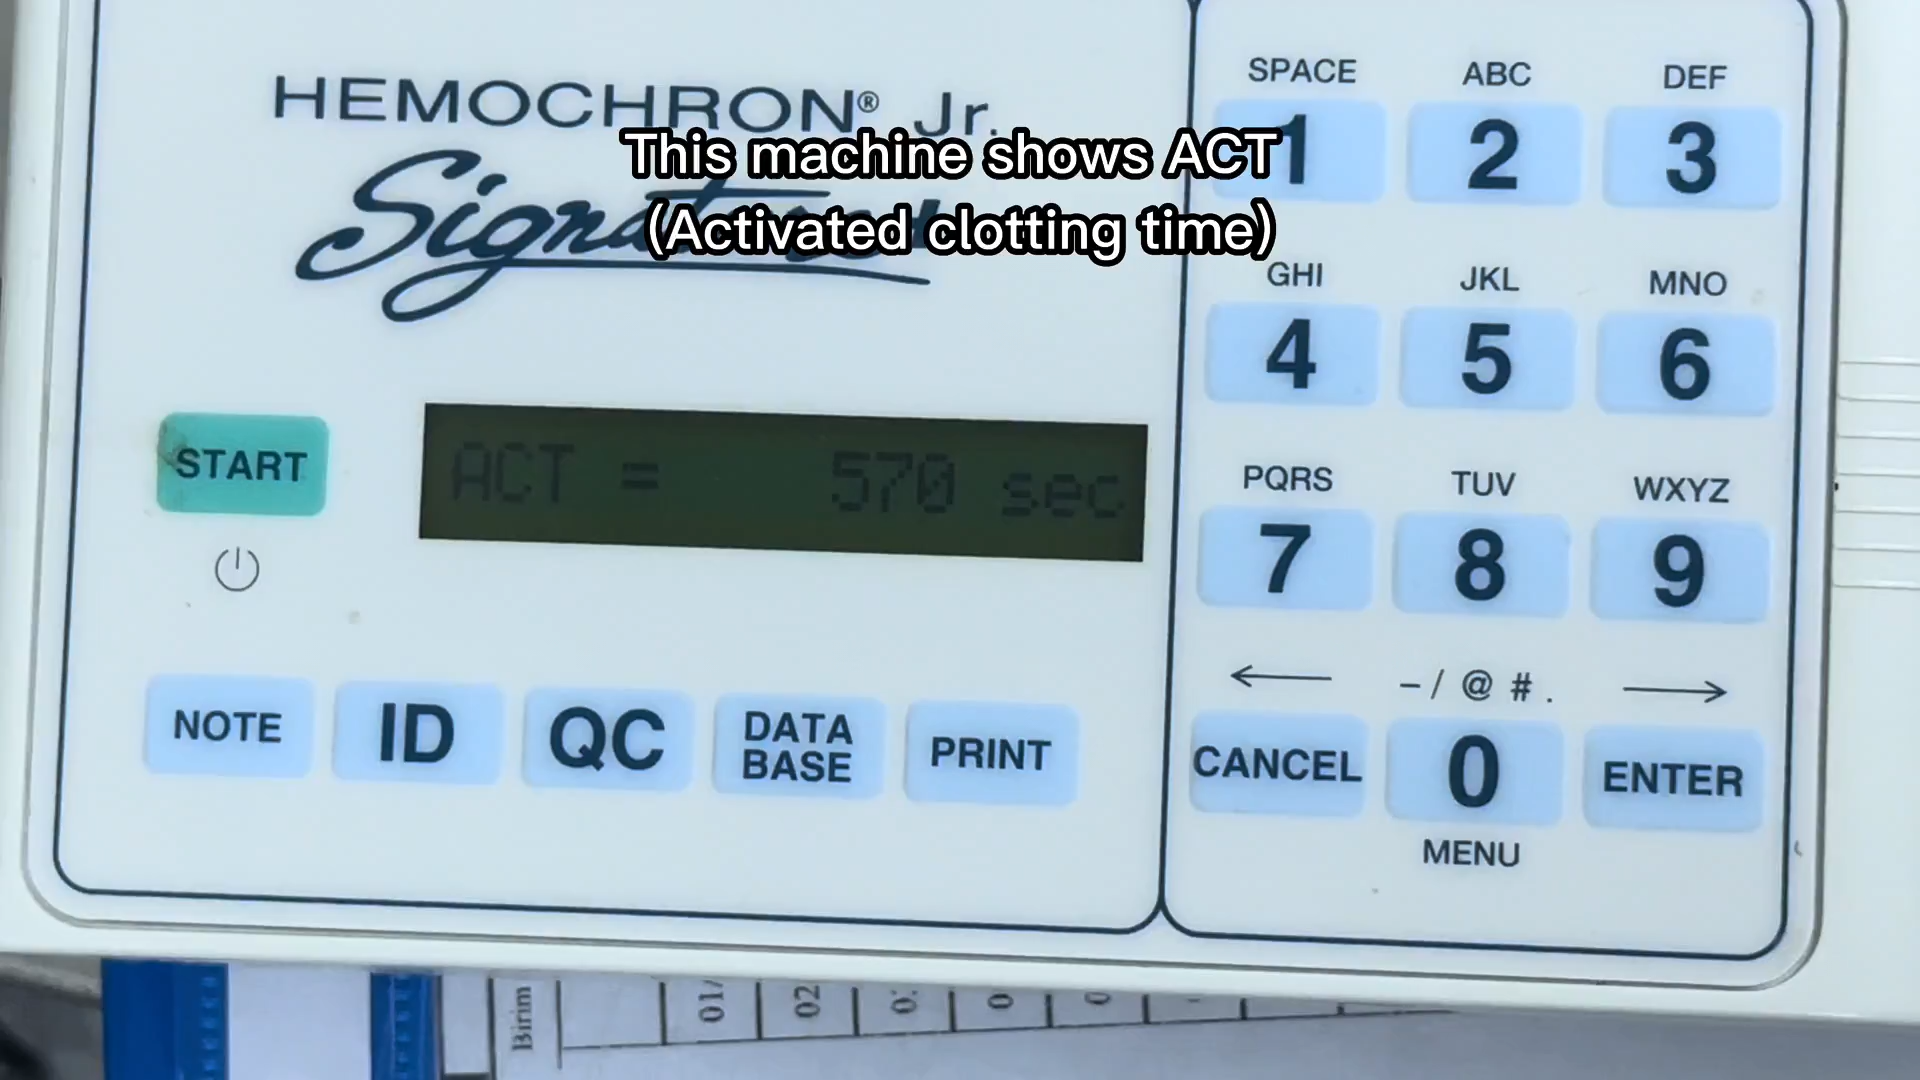 HEMOCHRON® Jr.
Signature+
This machine shows ACT
(Activated clotting time)
ACT = 570 sec
START
NOTE
ID
QC
DATA
BASE
PRINT
SPACE
ABC
DEF
1
2
3
GHI
JKL
MNO
4
5
6
PQRS
TUV
WXYZ
7
8
9
← -/@#. →
CANCEL
0
ENTER
MENU
Birim
01/
02